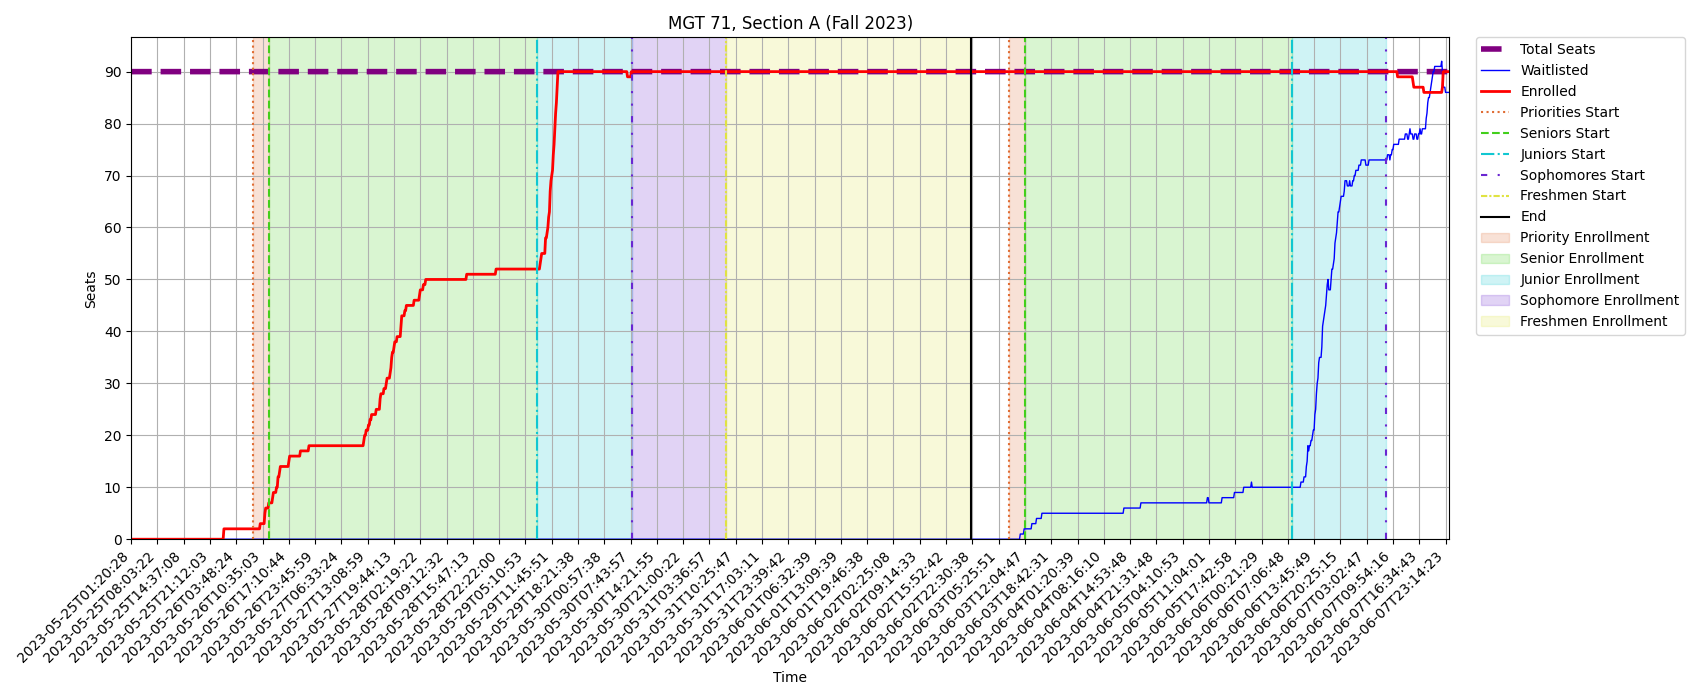 MGT 71, Section A (Fall 2023)
Total Seats
Waitlisted
Enrolled
Priorities Start
Seniors Start
Juniors Start
Sophomores Start
Freshmen Start
End
Priority Enrollment
Senior Enrollment
Junior Enrollment
Sophomore Enrollment
Freshmen Enrollment
Seats
90
80
70
60
50
40
30
20
10
0
2023-05-25T01:20:28
2023-05-25T08:03:22
2023-05-25T14:37:08
2023-05-25T21:12:03
2023-05-26T03:48:24
2023-05-26T10:35:03
2023-05-26T17:10:44
2023-05-26T23:45:59
2023-05-27T06:33:24
2023-05-27T13:08:59
2023-05-27T19:44:13
2023-05-28T02:19:22
2023-05-28T09:12:32
2023-05-28T15:47:13
2023-05-28T22:22:00
2023-05-29T05:10:53
2023-05-29T11:45:51
2023-05-29T18:21:38
2023-05-30T00:57:38
2023-05-30T07:43:57
2023-05-30T14:21:55
2023-05-30T21:00:22
2023-05-31T03:36:57
2023-05-31T10:25:47
2023-05-31T17:03:11
2023-05-31T23:39:42
2023-06-01T06:32:39
2023-06-01T13:09:39
2023-06-01T19:46:38
2023-06-02T02:25:08
2023-06-02T09:14:33
2023-06-02T15:52:42
2023-06-02T22:30:38
2023-06-03T05:25:51
2023-06-03T12:04:47
2023-06-03T18:42:31
2023-06-04T01:20:39
2023-06-04T08:16:10
2023-06-04T14:53:48
2023-06-04T21:31:48
2023-06-05T04:10:53
2023-06-05T11:04:01
2023-06-05T17:42:58
2023-06-06T00:21:29
2023-06-06T07:06:48
2023-06-06T13:45:49
2023-06-06T20:25:15
2023-06-07T03:02:47
2023-06-07T09:54:16
2023-06-07T16:34:43
2023-06-07T23:14:23
Time